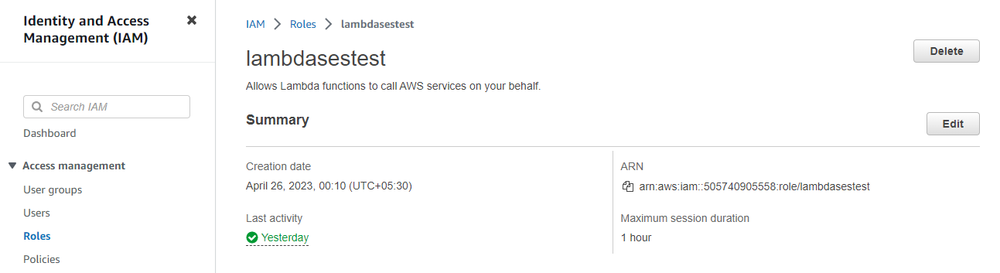 Identity and Access
Management (IAM)
Search IAM
Dashboard
Access management
User groups
Users
Roles
Policies
IAM > Roles > lambdasestest
lambdasestest
Delete
Allows Lambda functions to call AWS services on your behalf.
Summary
Edit
Creation date
April 26, 2023, 00:10 (UTC+05:30)
ARN
arn:aws:iam::505740905558:role/lambdasestest
Last activity
Yesterday
Maximum session duration
1 hour